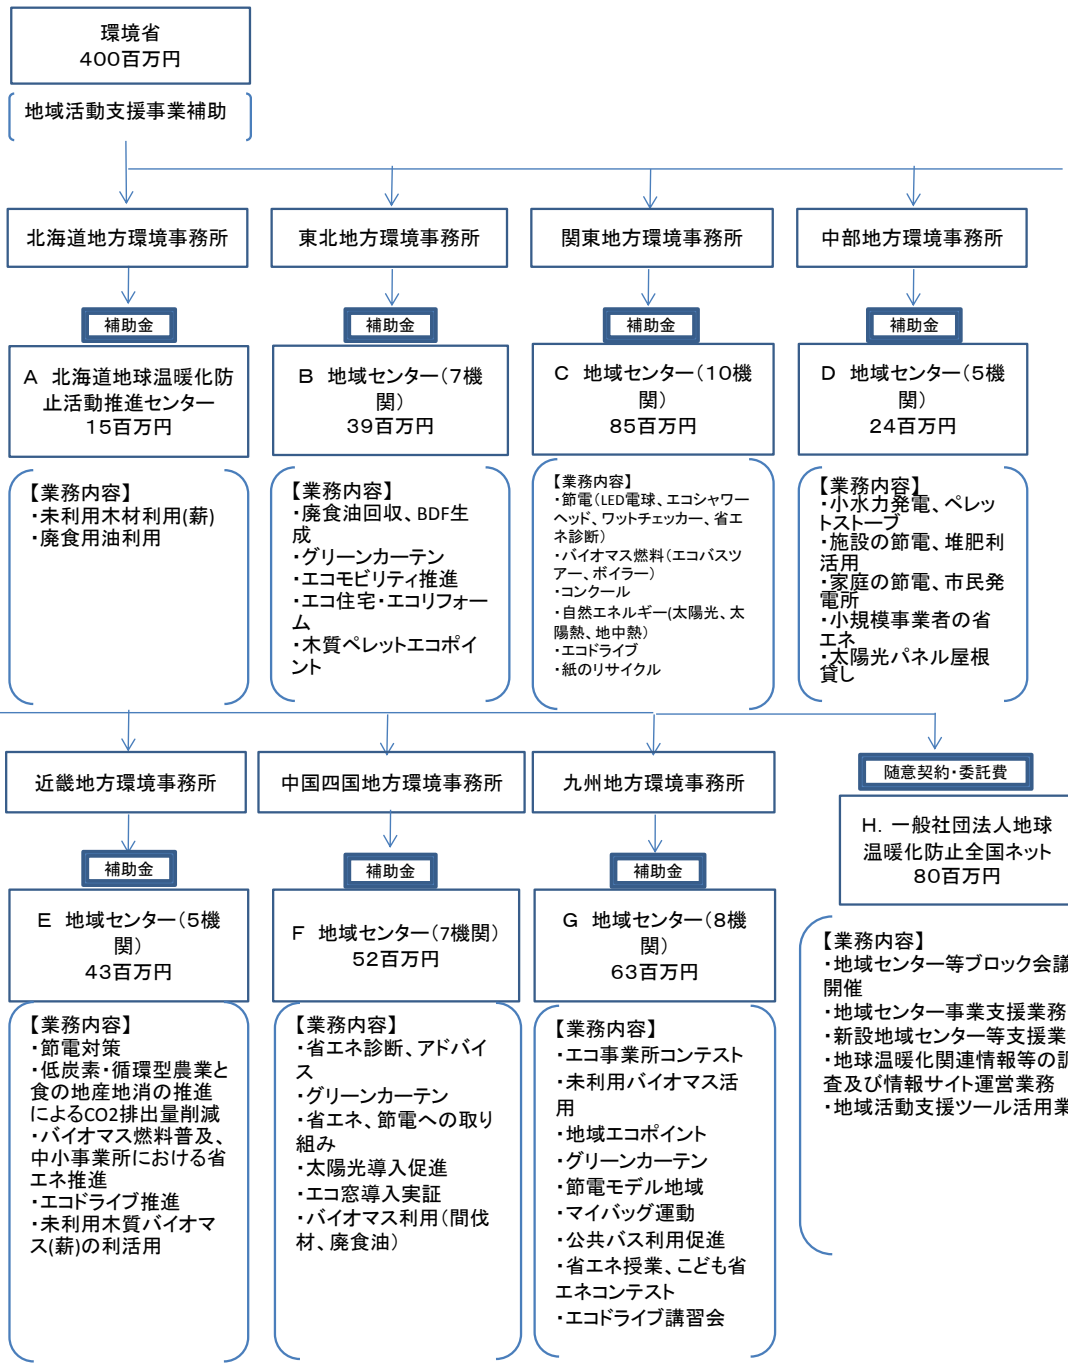 環境省
400百万円
地域活動支援事業補助
北海道地方環境事務所
東北地方環境事務所
関東地方環境事務所
中部地方環境事務所
補助金
補助金
補助金
補助金
A 北海道地球温暖化防
止活動推進センター
15百万円
B 地域センター(7機
関)
39百万円
C 地域センター(10機
関)
85百万円
D 地域センター(5機
関)
24百万円
【業務内容】
・未利用木材利用(薪)
・廃食用油利用
【業務内容】
・廃食油回収、BDF生
成
・グリーンカーテン
・エコモビリティ推進
・エコ住宅・エコリフォー
ム
・木質ペレットエコポイ
ント
【業務内容】
・節電(LED電球、エコシャワー
ヘッド、ワットチェッカー、省エ
ネ診断)
・バイオマス燃料(エコバスツ
アー、ボイラー)
・コンクール
・自然エネルギー(太陽光、太
陽熱、地中熱)
・エコドライブ
・紙のリサイクル
【業務内容】
・小水力発電、ペレッ
トストーブ
・施設の節電、堆肥利
活用
・家庭の節電、市民発
電所
・小規模事業者の省
エネ
・太陽光パネル屋根
貸し
近畿地方環境事務所
中国四国地方環境事務所
九州地方環境事務所
随意契約・委託費
H. 一般社団法人地球
温暖化防止全国ネット
80百万円
補助金
補助金
補助金
E 地域センター(5機
関)
43百万円
F 地域センター(7機関)
52百万円
G 地域センター(8機
関)
63百万円
【業務内容】
・節電対策
・低炭素・循環型農業と
食の地産地消の推進
によるCO2排出量削減
・バイオマス燃料普及、
中小事業所における省
エネ推進
・エコドライブ推進
・未利用木質バイオマ
ス(薪)の利活用
【業務内容】
・省エネ診断、アドバイ
ス
・グリーンカーテン
・省エネ、節電への取り
組み
・太陽光導入促進
・エコ窓導入実証
・バイオマス利用(間伐
材、廃食油)
【業務内容】
・エコ事業所コンテスト
・未利用バイオマス活
用
・地域エコポイント
・グリーンカーテン
・節電モデル地域
・マイバッグ運動
・公共バス利用促進
・省エネ授業、こども省
エネコンテスト
・エコドライブ講習会
【業務内容】
・地域センター等ブロック会議
開催
・地域センター事業支援業務
・新設地域センター等支援業
・地球温暖化関連情報等の調
査及び情報サイト運営業務
・地域活動支援ツール活用業